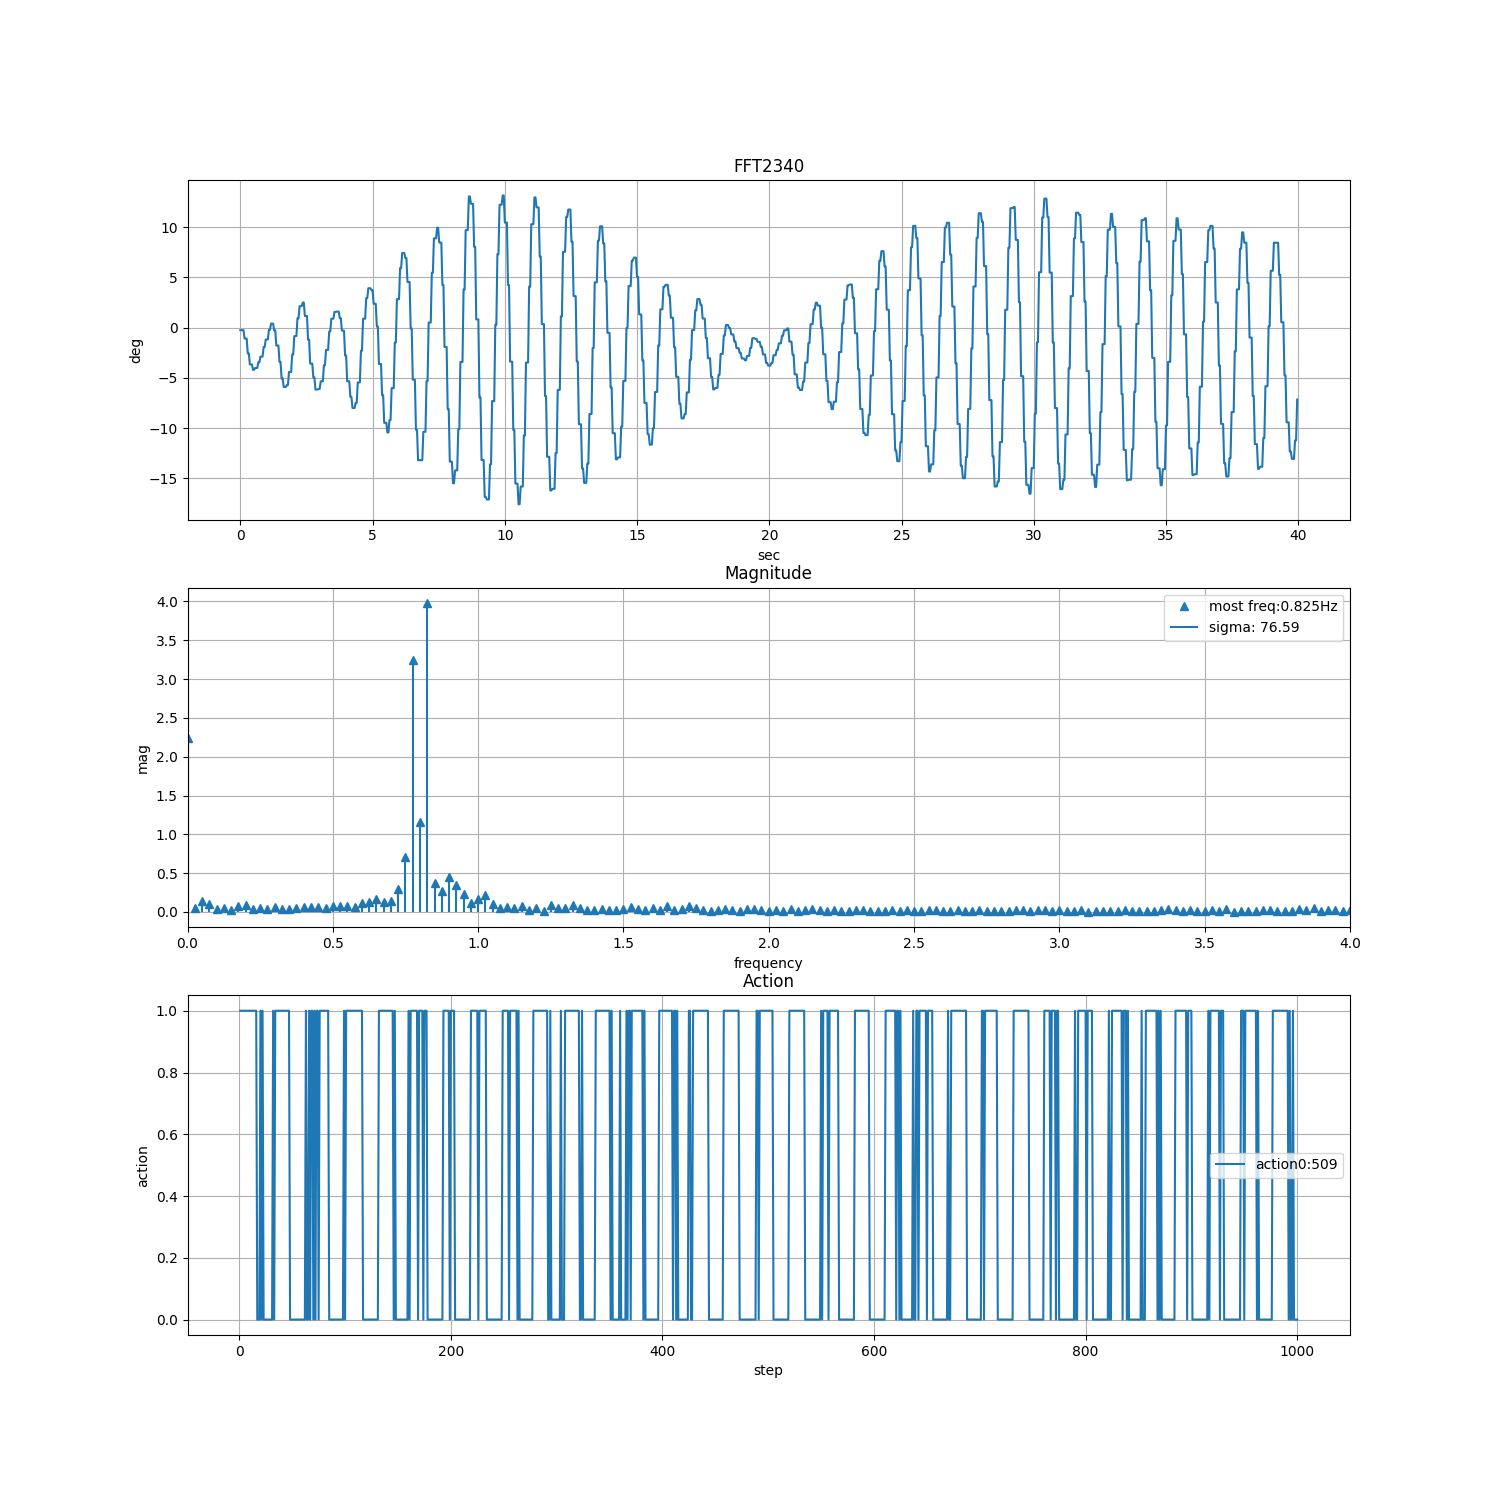 FFT2340
10
5
0
−5
−10
−15
deg
0 5 10 15 20 25 30 35 40
sec
Magnitude
4.0
3.5
3.0
2.5
2.0
1.5
1.0
0.5
0.0
mag
most freq:0.825Hz
sigma: 76.59
0.0 0.5 1.0 1.5 2.0 2.5 3.0 3.5 4.0
frequency
Action
1.0
0.8
0.6
0.4
0.2
0.0
action
action0:509
0 200 400 600 800 1000
step